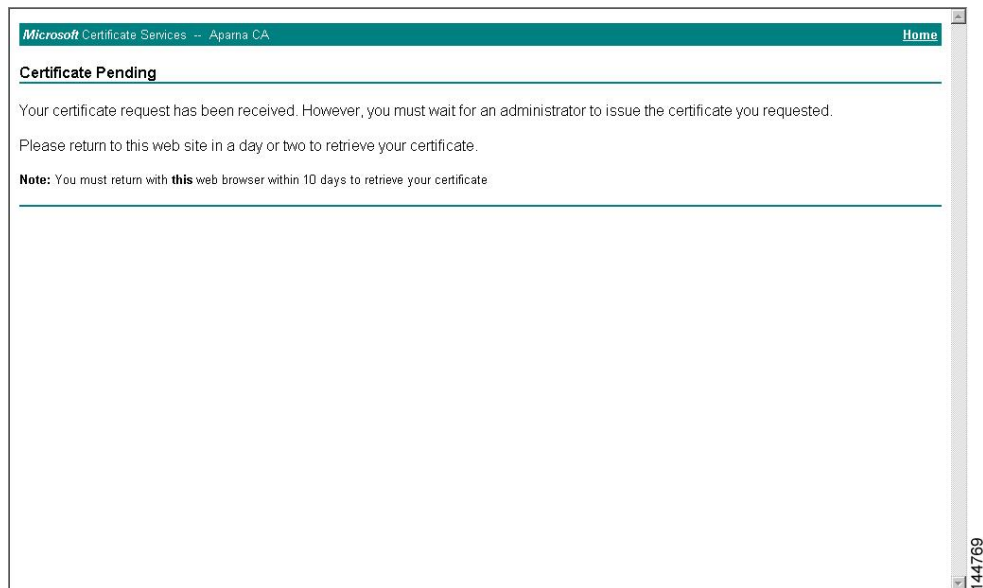 Microsoft Certificate Services -- Aparna CA Home
Certificate Pending
Your certificate request has been received. However, you must wait for an administrator to issue the certificate you requested.
Please return to this web site in a day or two to retrieve your certificate.
Note: You must return with this web browser within 10 days to retrieve your certificate
144769